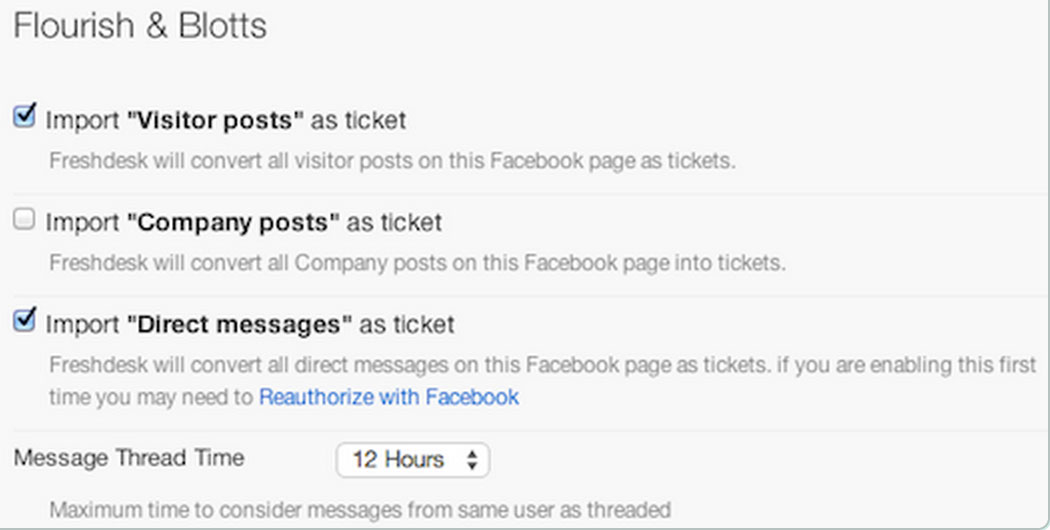 Flourish & Blotts
Import "Visitor posts" as ticket
Freshdesk will convert all visitor posts on this Facebook page as tickets.
Import "Company posts" as ticket
Freshdesk will convert all Company posts on this Facebook page into tickets.
Import "Direct messages" as ticket
Freshdesk will convert all direct messages on this Facebook page as tickets. if you are enabling this first
time you may need to Reauthorize with Facebook
Message Thread Time 12 Hours
Maximum time to consider messages from same user as threaded